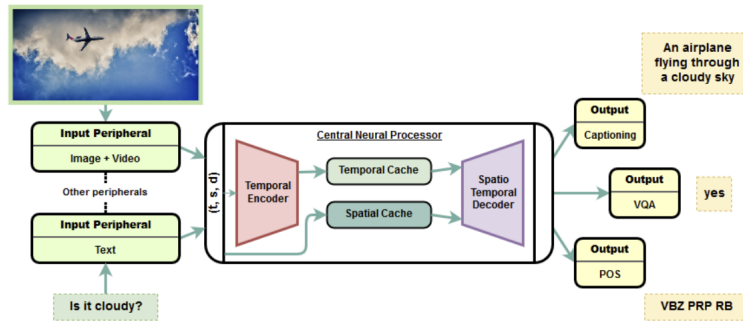 An airplane
flying through
a cloudy sky
Input Peripheral
Image + Video
Other peripherals
Input Peripheral
Text
Is it cloudy?
(t, s, d)
Central Neural Processor
Temporal
Encoder
Temporal Cache
Spatial Cache
Spatio
Temporal
Decoder
Output
Captioning
Output
VQA
yes
Output
POS
VBZ PRP RB